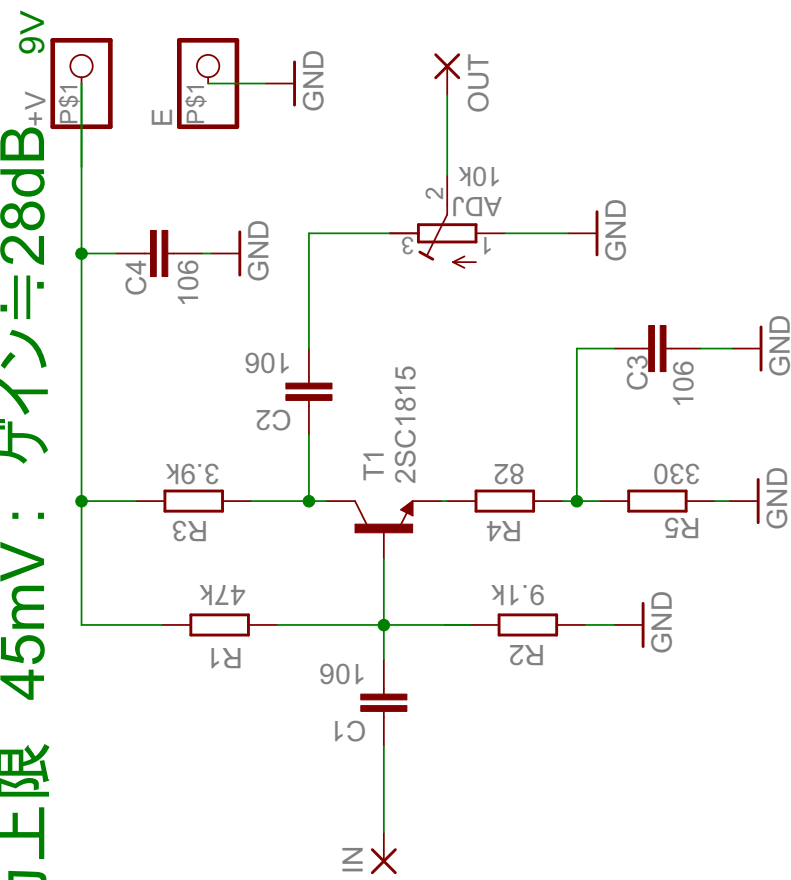 上限 45mV： ゲイン≒28dB
9V
+V
P$1
E
P$1
GND
C4
106
GND
OUT
10k
ADJ
2
3
1
GND
106
C2
T1
2SC1815
3.9k
R3
82
R4
330
R5
GND
C3
106
GND
47k
R1
9.1k
R2
GND
106
C1
IN